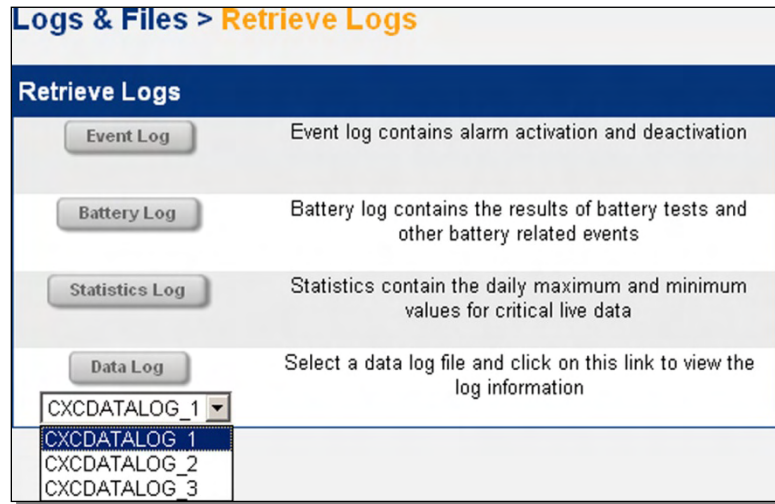 Logs & Files > Retrieve Logs
Retrieve Logs
Event Log
Event log contains alarm activation and deactivation
Battery Log
Battery log contains the results of battery tests and
other battery related events
Statistics Log
Statistics contain the daily maximum and minimum
values for critical live data
Data Log
Select a data log file and click on this link to view the
log information
CXCDATALOG_1
CXCDATALOG_1
CXCDATALOG_2
CXCDATALOG_3